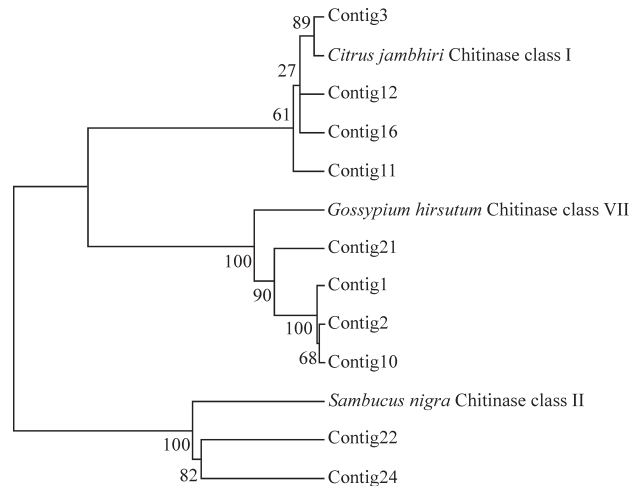 89
Contig3
Citrus jambhiri Chitinase class I
27
Contig12
61
Contig16
Contig11
Gossypium hirsutum Chitinase class VII
100
Contig21
90
Contig1
100
Contig2
68
Contig10
Sambucus nigra Chitinase class II
100
Contig22
82
Contig24